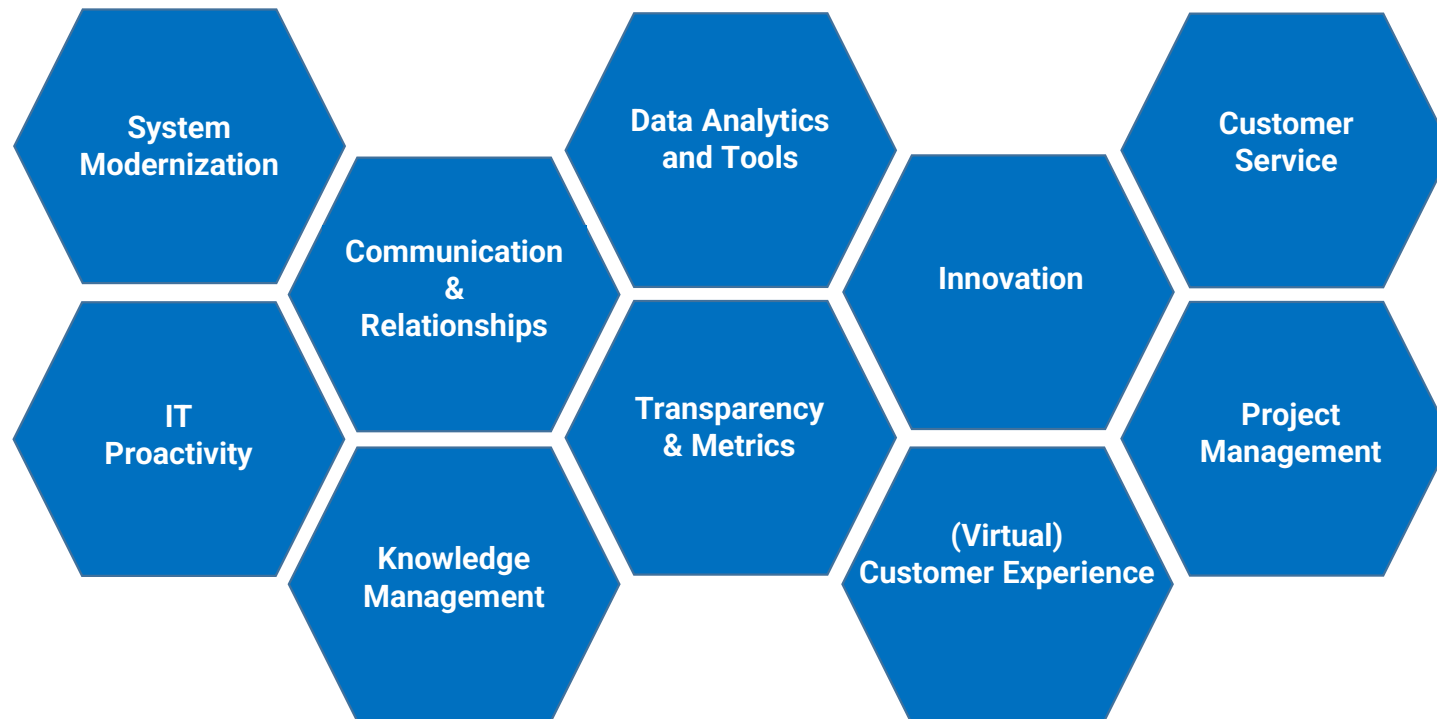 System
Modernization
Data Analytics
and Tools
Customer
Service
Communication
&
Relationships
Innovation
IT
Proactivity
Transparency
& Metrics
Project
Management
Knowledge
Management
(Virtual)
Customer Experience